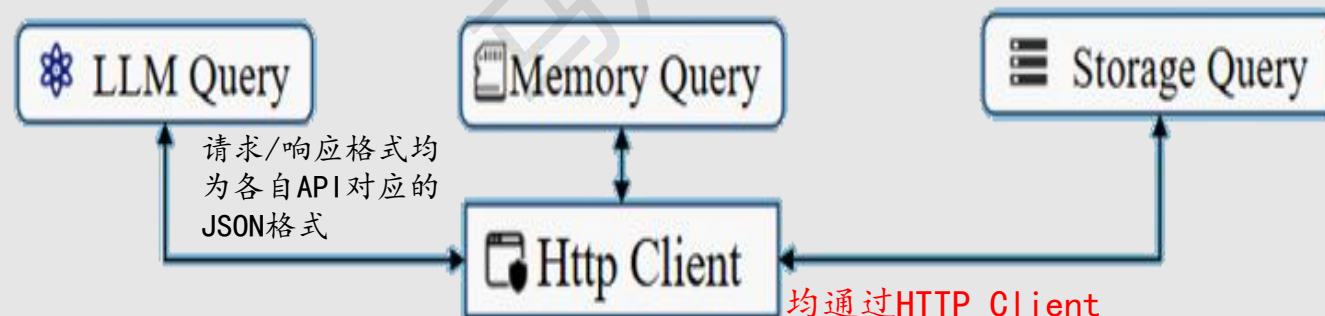 LLM Query
Memory Query
Storage Query
请求/响应格式均
为各自API对应的
JSON格式
Http Client
均通过HTTP Client